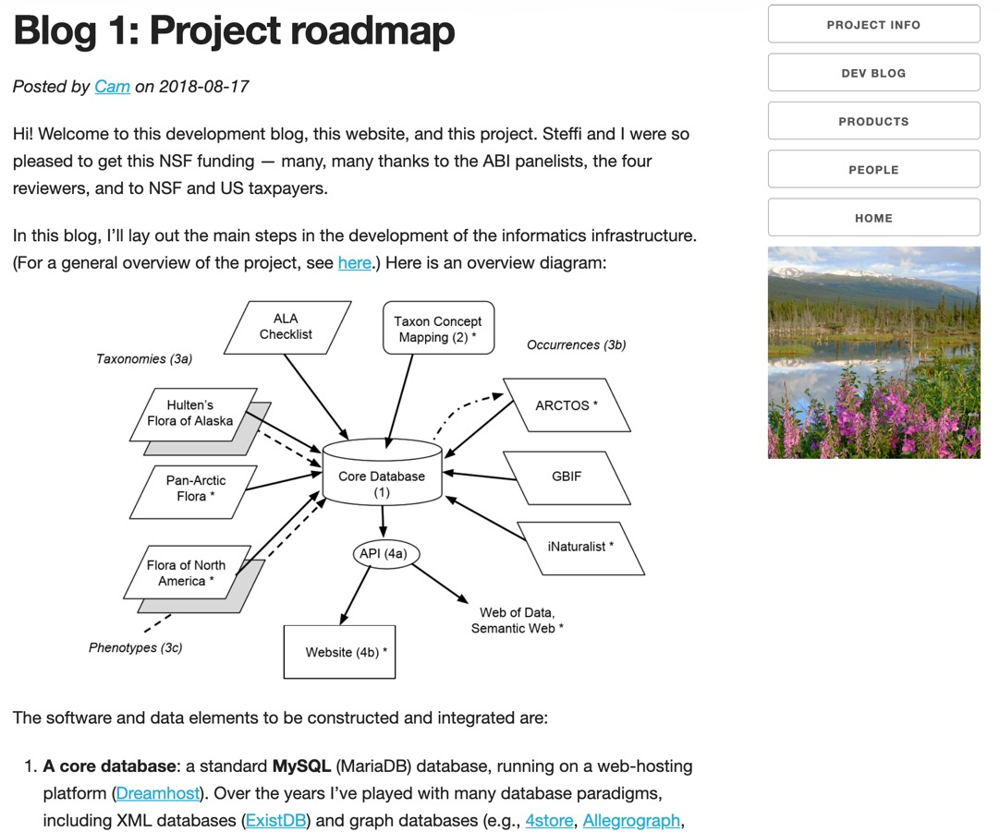 Blog 1: Project roadmap
Posted by Cam on 2018-08-17
Hi! Welcome to this development blog, this website, and this project. Steffi and I were so
pleased to get this NSF funding — many, many thanks to the ABI panelists, the four
reviewers, and to NSF and US taxpayers.
In this blog, I’ll lay out the main steps in the development of the informatics infrastructure.
(For a general overview of the project, see here.) Here is an overview diagram:
ALA
Checklist
Taxon Concept
Mapping (2) *
Taxonomies (3a)
Occurrences (3b)
Hulten’s
Flora of Alaska
ARCTOS *
Pan-Arctic
Flora *
Core Database
(1)
GBIF
Flora of North
America *
API (4a)
iNaturalist *
Web of Data,
Semantic Web *
Phenotypes (3c)
Website (4b) *
The software and data elements to be constructed and integrated are:
1. A core database: a standard MySQL (MariaDB) database, running on a web-hosting
platform (Dreamhost). Over the years I’ve played with many database paradigms,
including XML databases (ExistDB) and graph databases (e.g., 4store, Allegrograph,
PROJECT INFO
DEV BLOG
PRODUCTS
PEOPLE
HOME